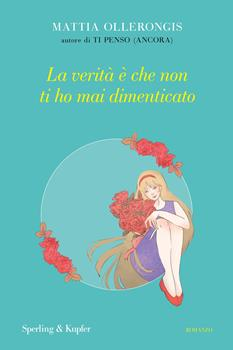 MATTIA OLLERONGIS
autore di TI PENSO (ANCORA)
La verità è che non
ti ho mai dimenticato
Sperling & Kupfer
ROMANZO